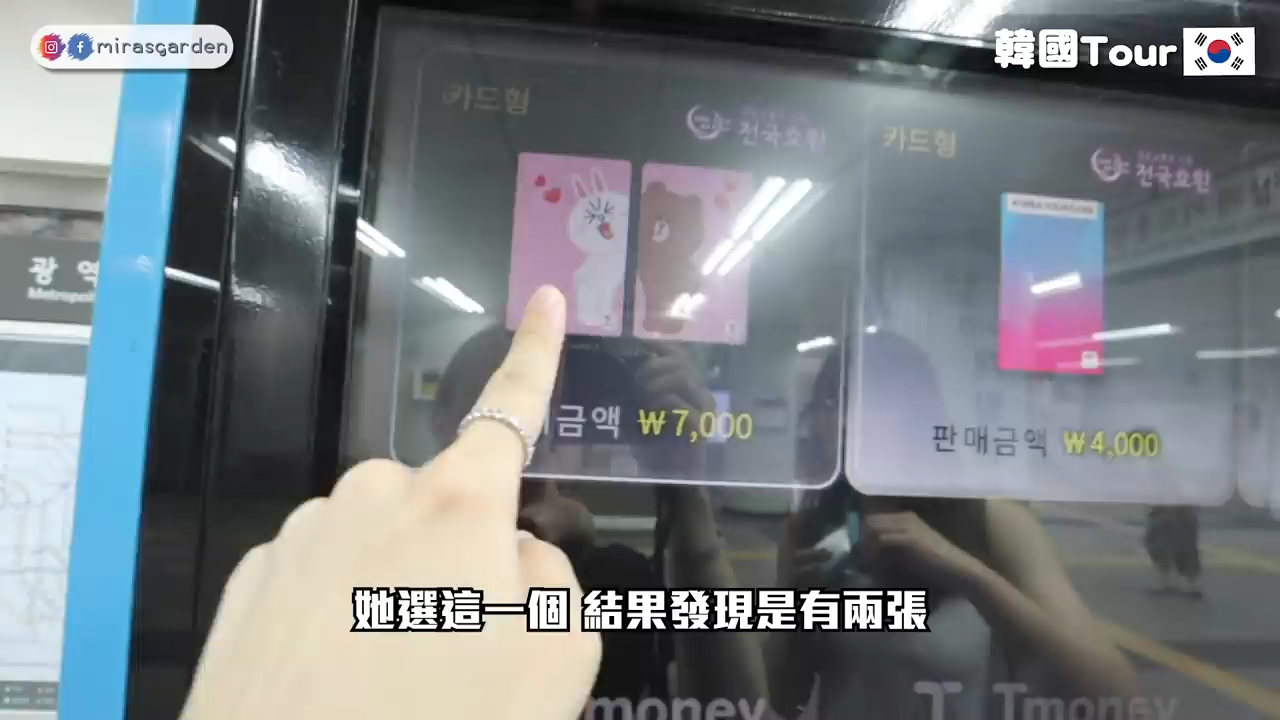 mirasgarden
韓國Tour
광역
카드형
전국호환
카드형
전국호환
금액 ₩7,000
판매금액 ₩4,000
她選這一個 結果發現是有兩張
Tmoney
Tmoney